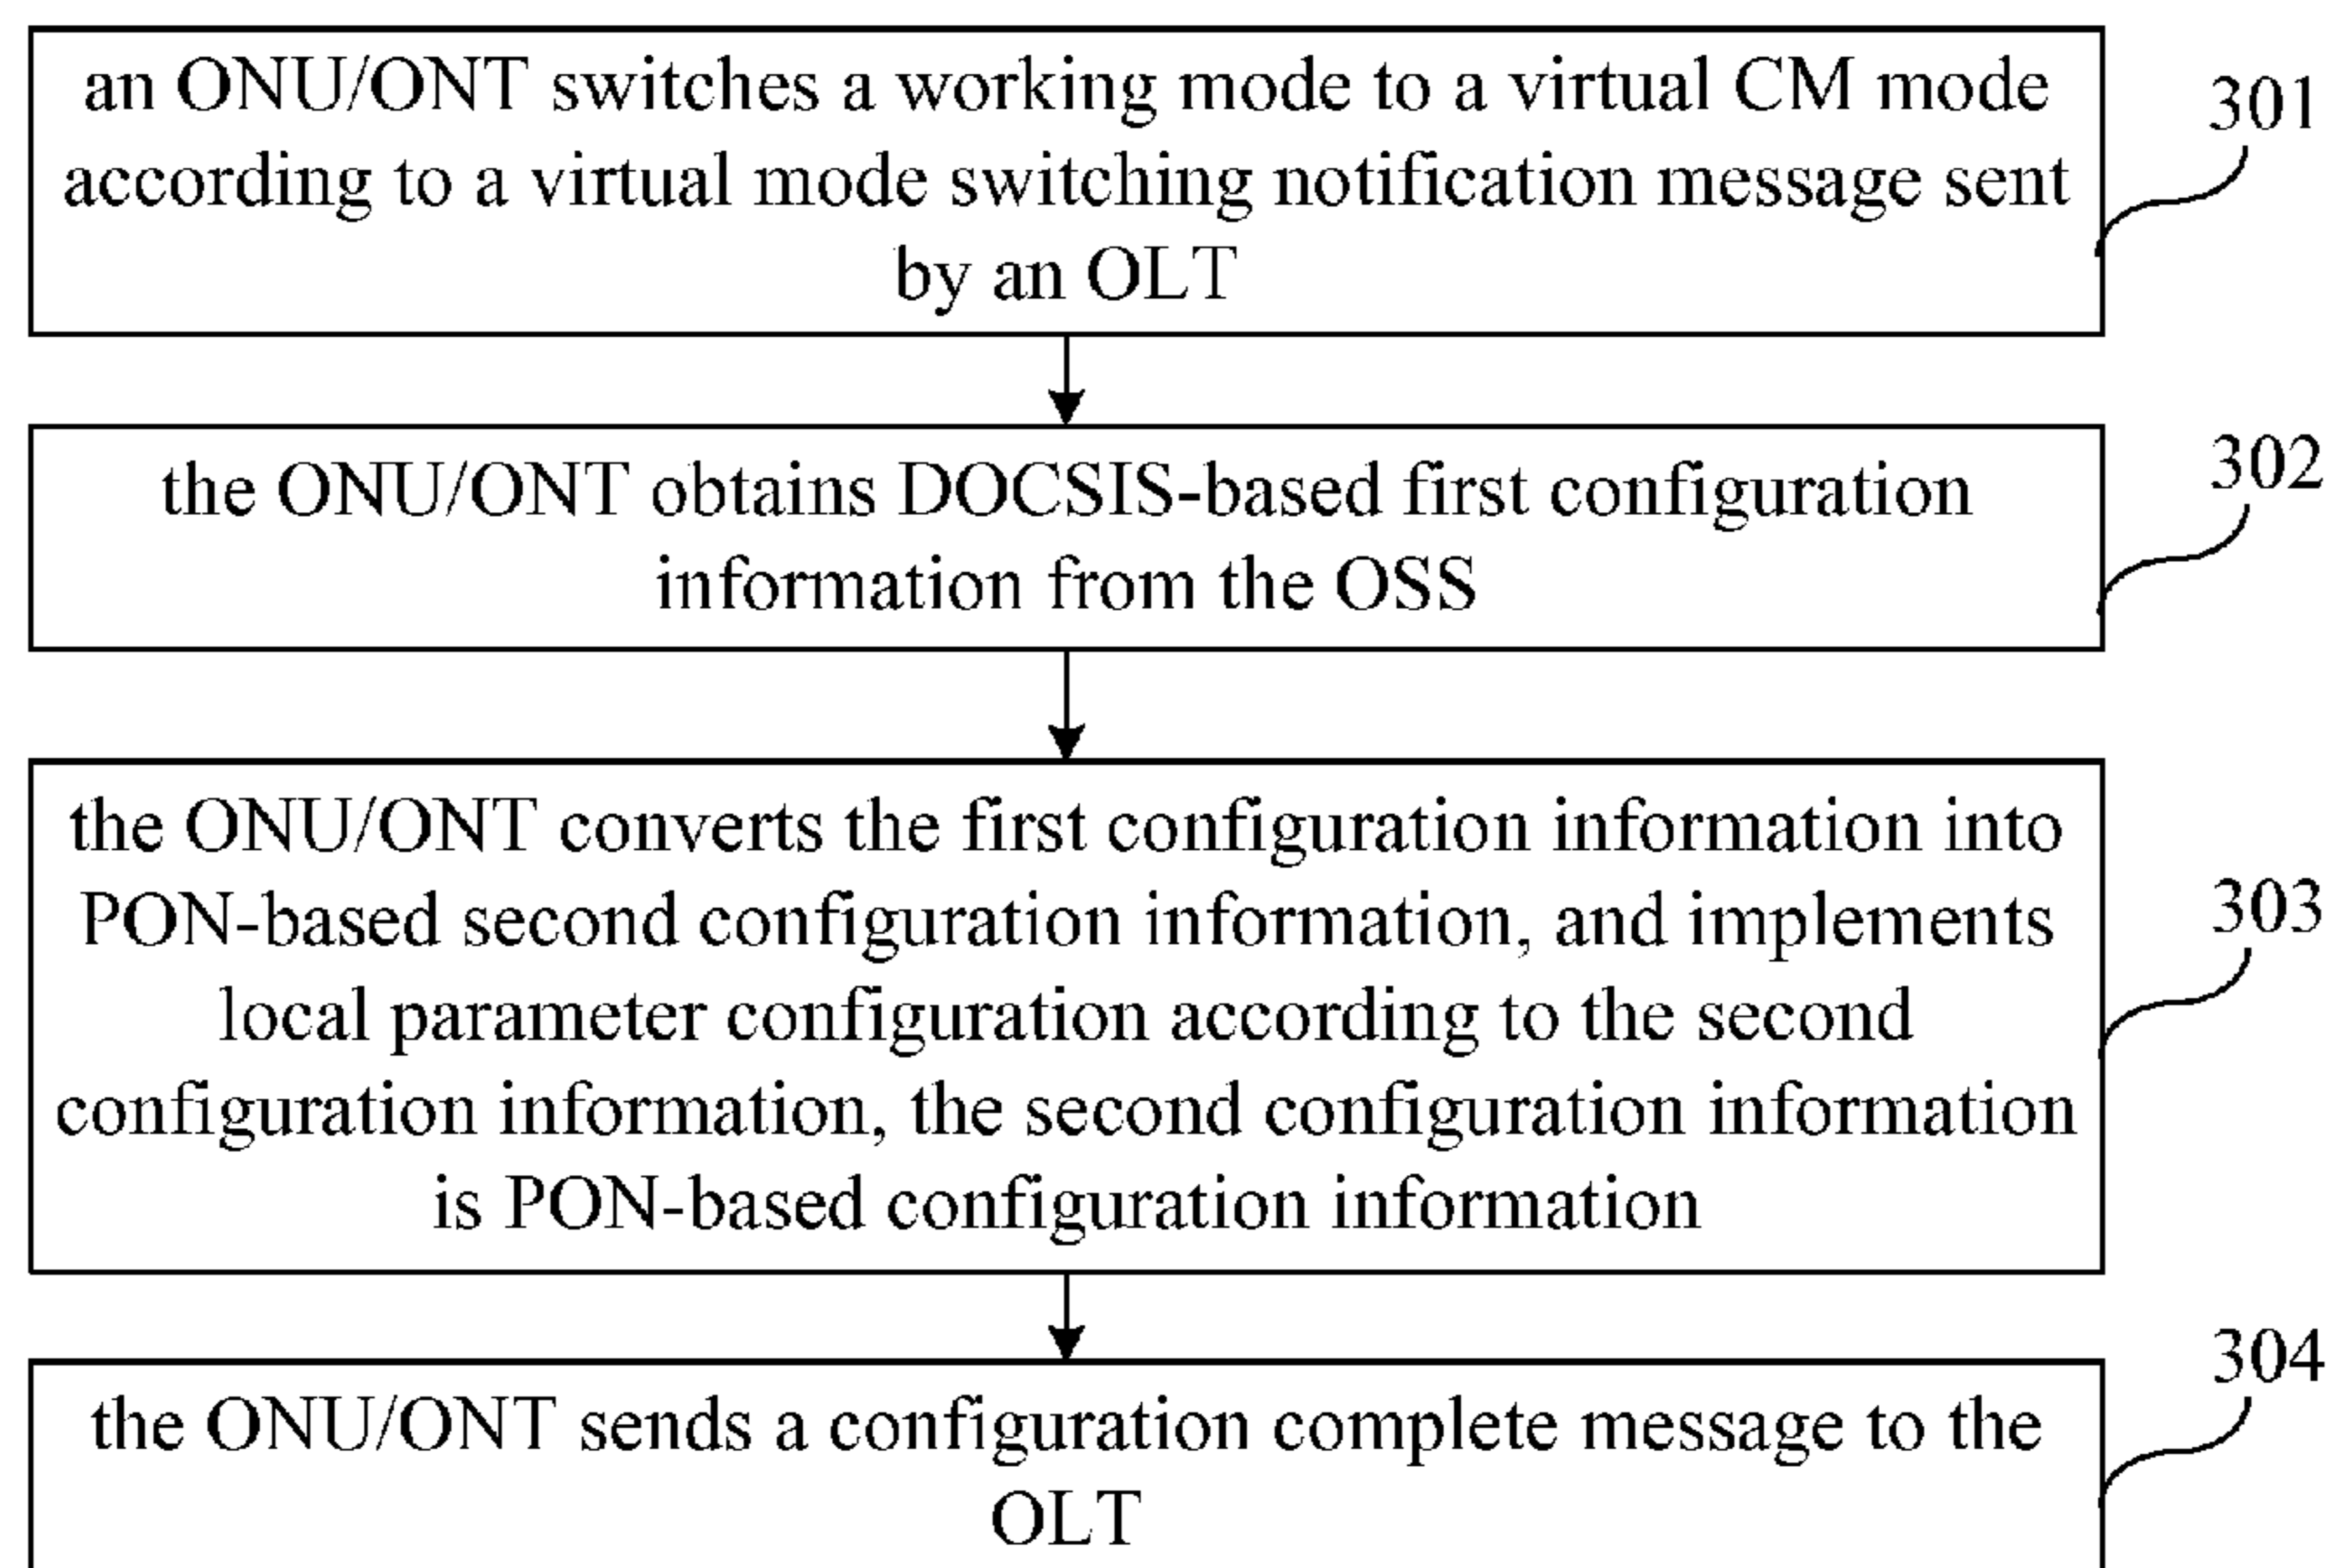 an ONU/ONT switches a working mode to a virtual CM mode
according to a virtual mode switching notification message sent
by an OLT
301
the ONU/ONT obtains DOCSIS-based first configuration
information from the OSS
302
the ONU/ONT converts the first configuration information into
PON-based second configuration information, and implements
local parameter configuration according to the second
configuration information, the second configuration information
is PON-based configuration information
303
the ONU/ONT sends a configuration complete message to the
OLT
304